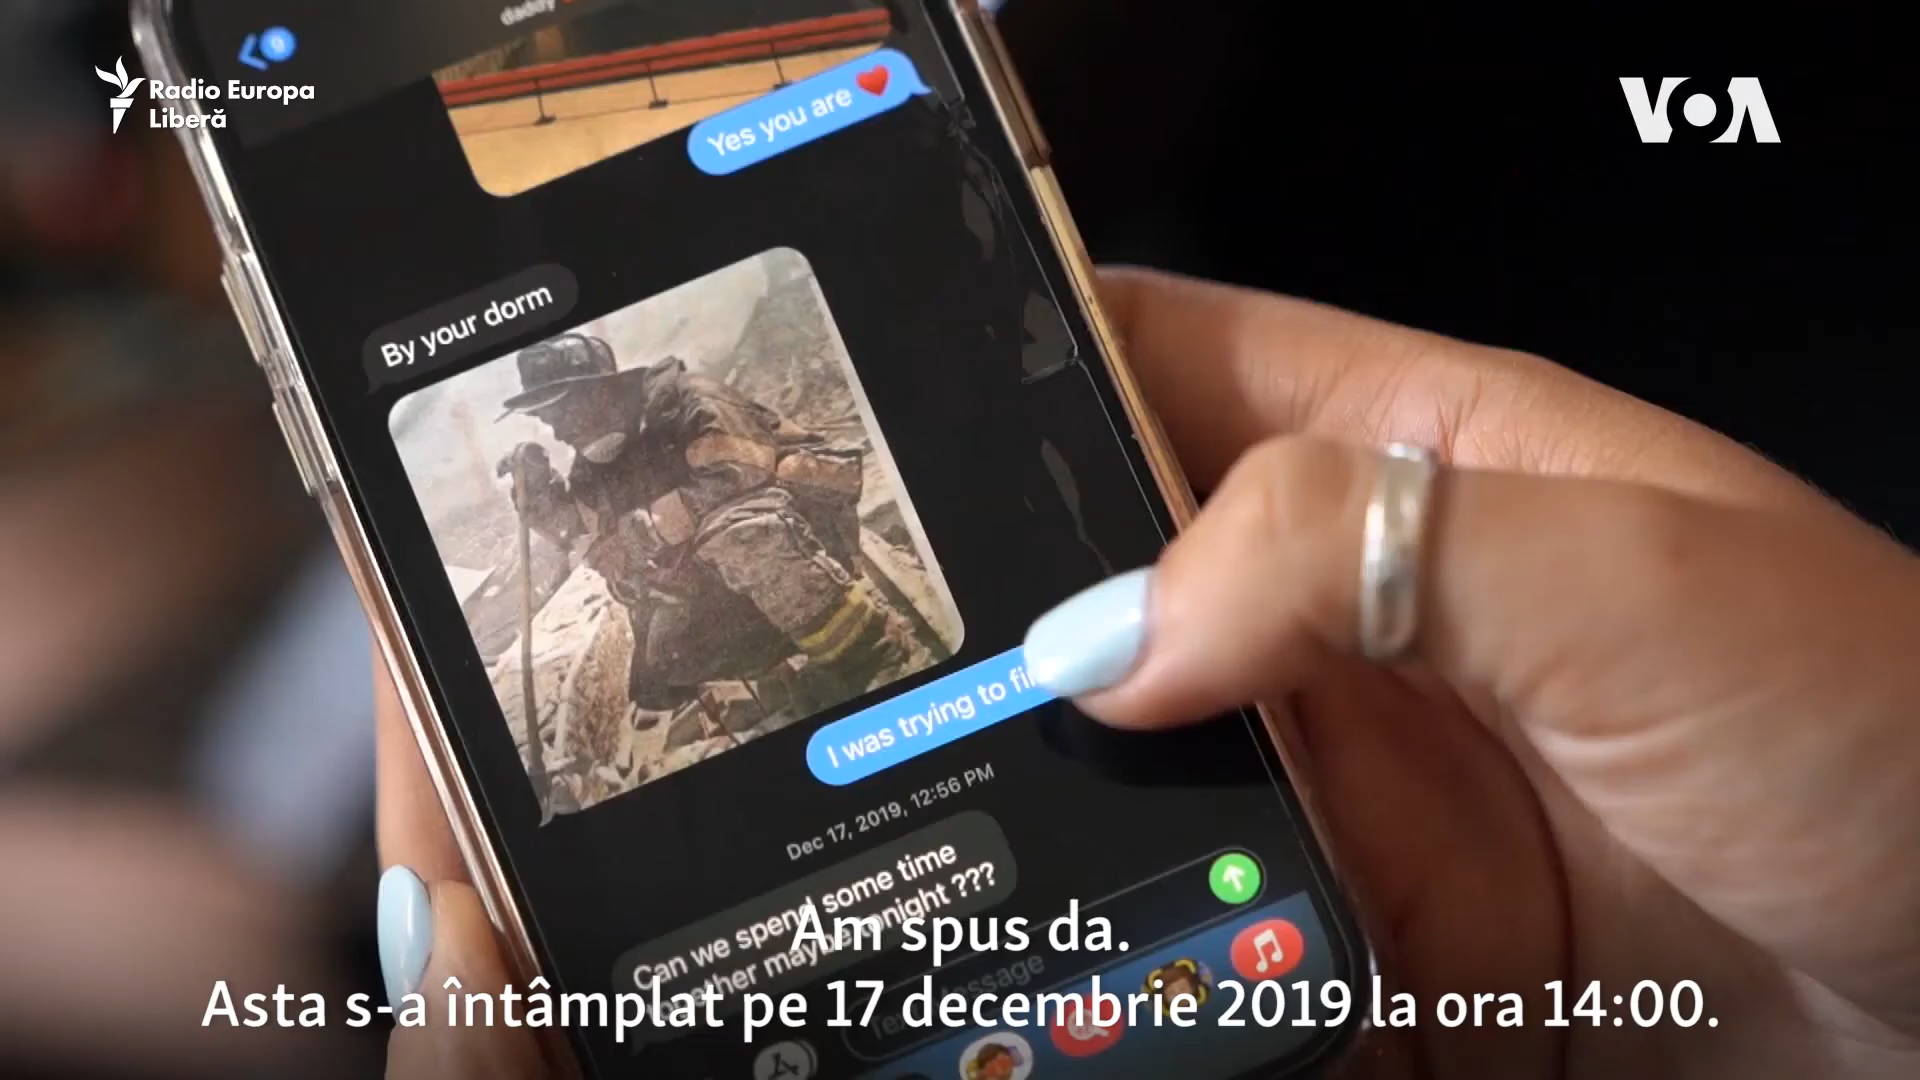 daddy
9
Radio Europa
Liberă
VOA
Yes you are ❤️
By your dorm
I was trying to
Dec 17, 2019, 12:56 PM
Can we spend some time
together maybe tonight ???
Am spus da.
Asta s-a întâmplat pe 17 decembrie 2019 la ora 14:00.